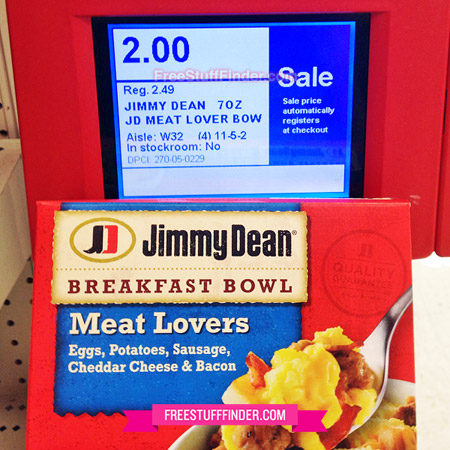 2.00
FreeStuffFinder.com
Sale
Reg. 2.49
JIMMY DEAN 7OZ
JD MEAT LOVER BOW
Aisle: W32 (4) 11-5-2
In stockroom: No
DPCI: 270-05-0229
Sale price
automatically
registers
at checkout
JD
Jimmy Dean®
BREAKFAST BOWL
QUALITY
GUARANTEE
Meat Lovers
Eggs, Potatoes, Sausage,
Cheddar Cheese & Bacon
FREESTUFFFINDER.COM